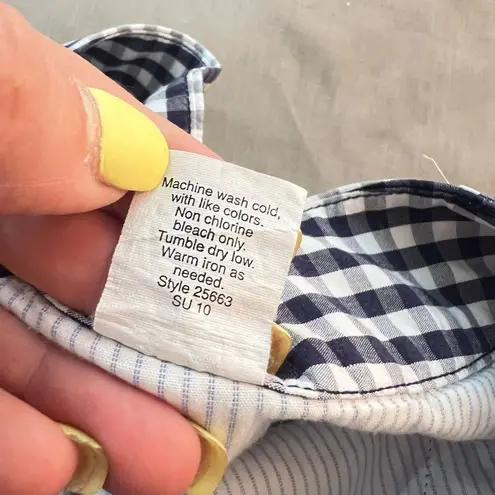 Machine wash cold,
with like colors.
Non chlorine
bleach only.
Tumble dry low.
Warm iron as
needed.
Style 25663
SU 10